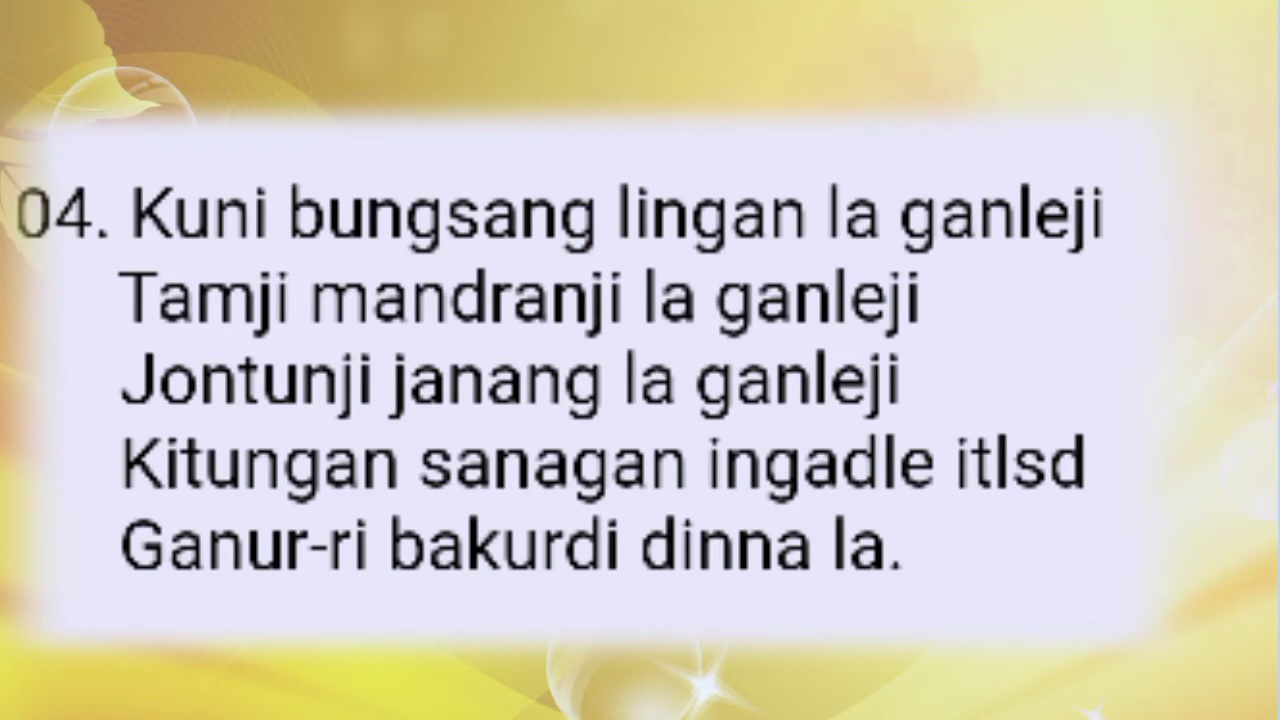 04. Kuni bungsang lingan la ganleji
Tamji mandranji la ganleji
Jontunji janang la ganleji
Kitungan sanagan ingadle itlsd
Ganur-ri bakurdi dinna la.